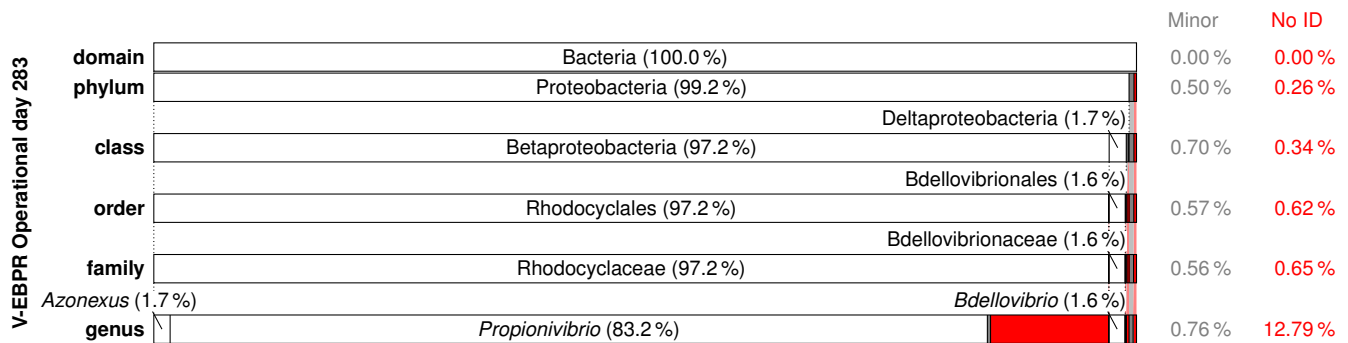 Minor No ID
V-EBPR Operational day 283
domain Bacteria (100.0 %) 0.00 % 0.00 %
phylum Proteobacteria (99.2 %) 0.50 % 0.26 %
Deltaproteobacteria (1.7 %)
class Betaproteobacteria (97.2 %) 0.70 % 0.34 %
Bdellovibrionales (1.6 %)
order Rhodocyclales (97.2 %) 0.57 % 0.62 %
Bdellovibrionaceae (1.6 %)
family Rhodocyclaceae (97.2 %) 0.56 % 0.65 %
Azonexus (1.7 %) Bdellovibrio (1.6 %)
genus Propionivibrio (83.2 %) 0.76 % 12.79 %